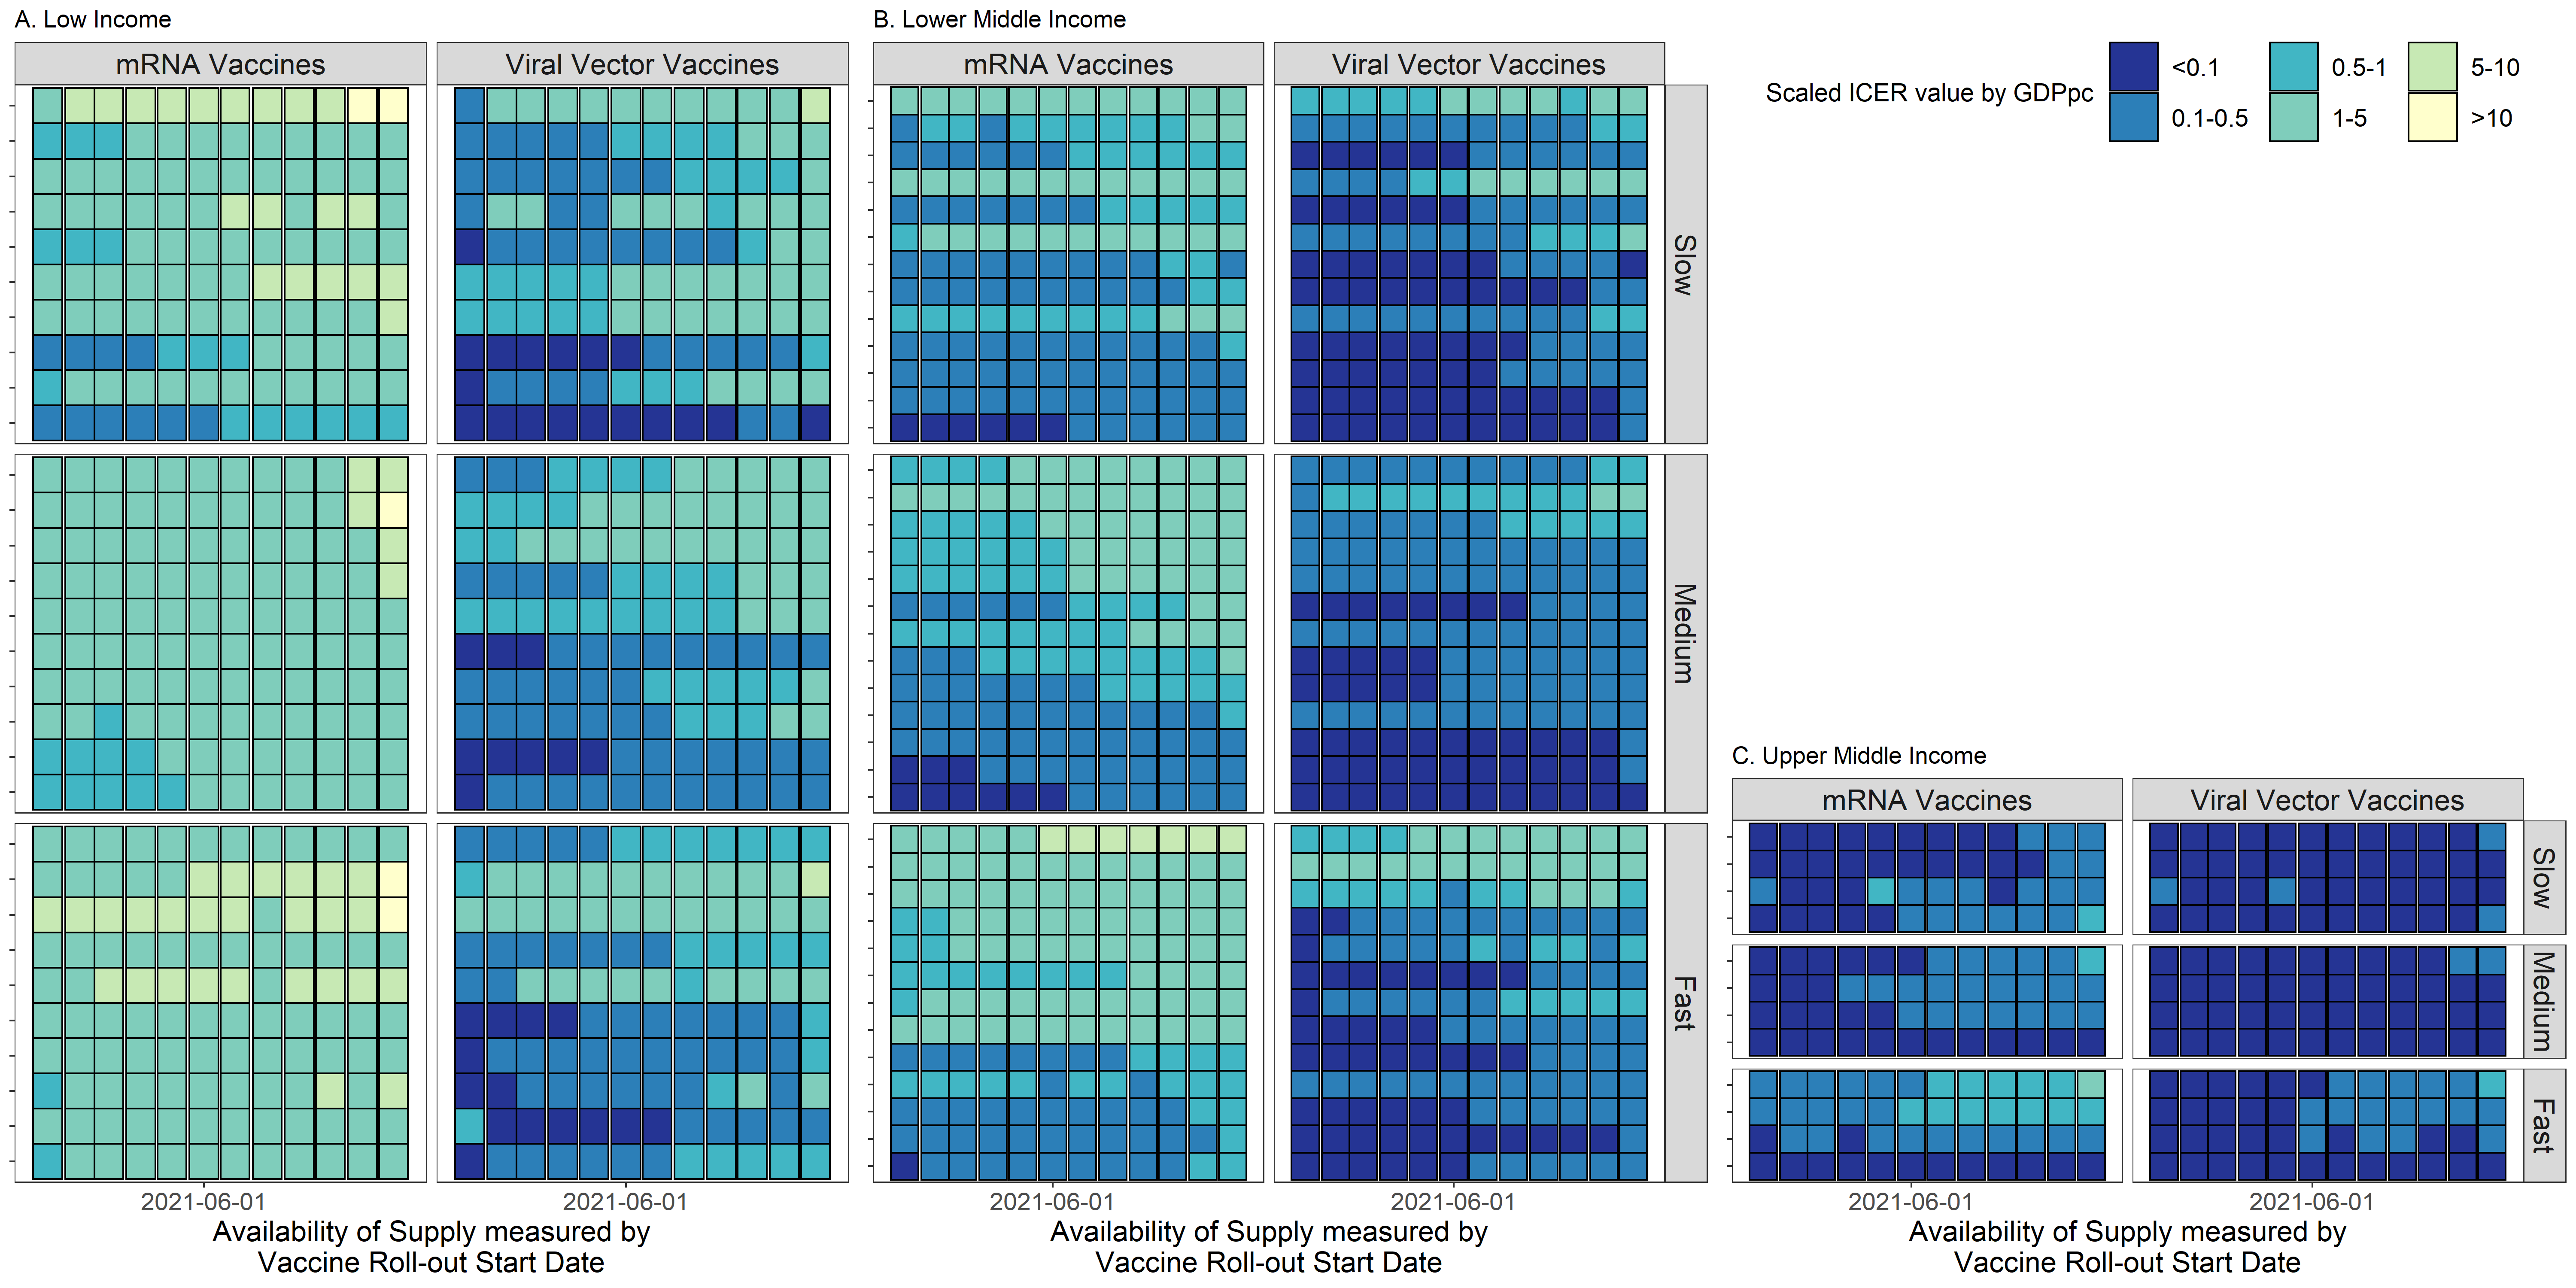 A. Low Income
mRNA Vaccines
Viral Vector Vaccines
2021-06-01
2021-06-01
Availability of Supply measured by
Vaccine Roll-out Start Date
B. Lower Middle Income
mRNA Vaccines
Viral Vector Vaccines
Slow
Medium
Fast
2021-06-01
2021-06-01
Availability of Supply measured by
Vaccine Roll-out Start Date
Scaled ICER value by GDPpc
<0.1
0.1-0.5
0.5-1
1-5
5-10
>10
C. Upper Middle Income
mRNA Vaccines
Viral Vector Vaccines
Slow
Medium
Fast
2021-06-01
2021-06-01
Availability of Supply measured by
Vaccine Roll-out Start Date